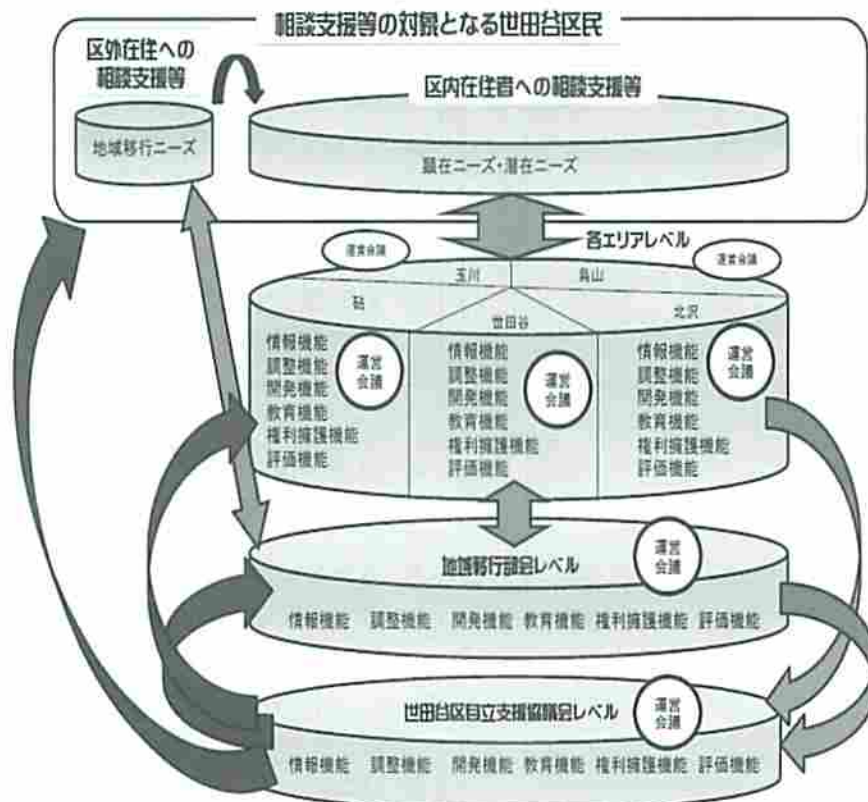 相談支援等の対象となる世田谷区民
区外在住への
相談支援等
区内在住者への相談支援等
地域移行ニーズ
顕在ニーズ・潜在ニーズ
各エリアレベル
運営会議
運営会議
玉川
烏山
砧
世田谷
北沢
情報機能
調整機能
開発機能
教育機能
権利擁護機能
評価機能
運営
会議
情報機能
調整機能
開発機能
教育機能
権利擁護機能
評価機能
運営
会議
情報機能
調整機能
開発機能
教育機能
権利擁護機能
評価機能
運営
会議
地域移行部会レベル
運営
会議
情報機能 調整機能 開発機能 教育機能 権利擁護機能 評価機能
世田谷区自立支援協議会レベル
運営
会議
情報機能 調整機能 開発機能 教育機能 権利擁護機能 評価機能